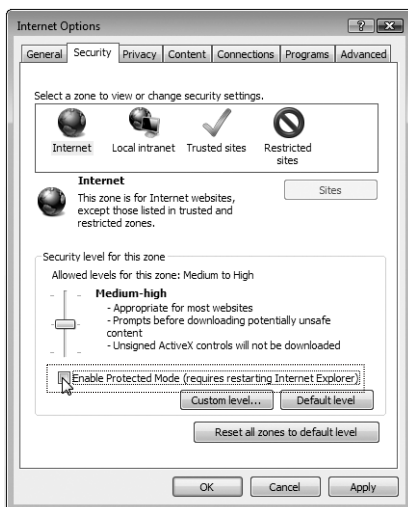 Internet Options
General Security Privacy Content Connections Programs Advanced
Select a zone to view or change security settings.
Internet Local intranet Trusted sites Restricted sites
Internet
This zone is for Internet websites,
except those listed in trusted and
restricted zones.
Sites
Security level for this zone
Allowed levels for this zone: Medium to High
Medium-high
- Appropriate for most websites
- Prompts before downloading potentially unsafe
content
- Unsigned ActiveX controls will not be downloaded
Enable Protected Mode (requires restarting Internet Explorer)
Custom level... Default level
Reset all zones to default level
OK Cancel Apply